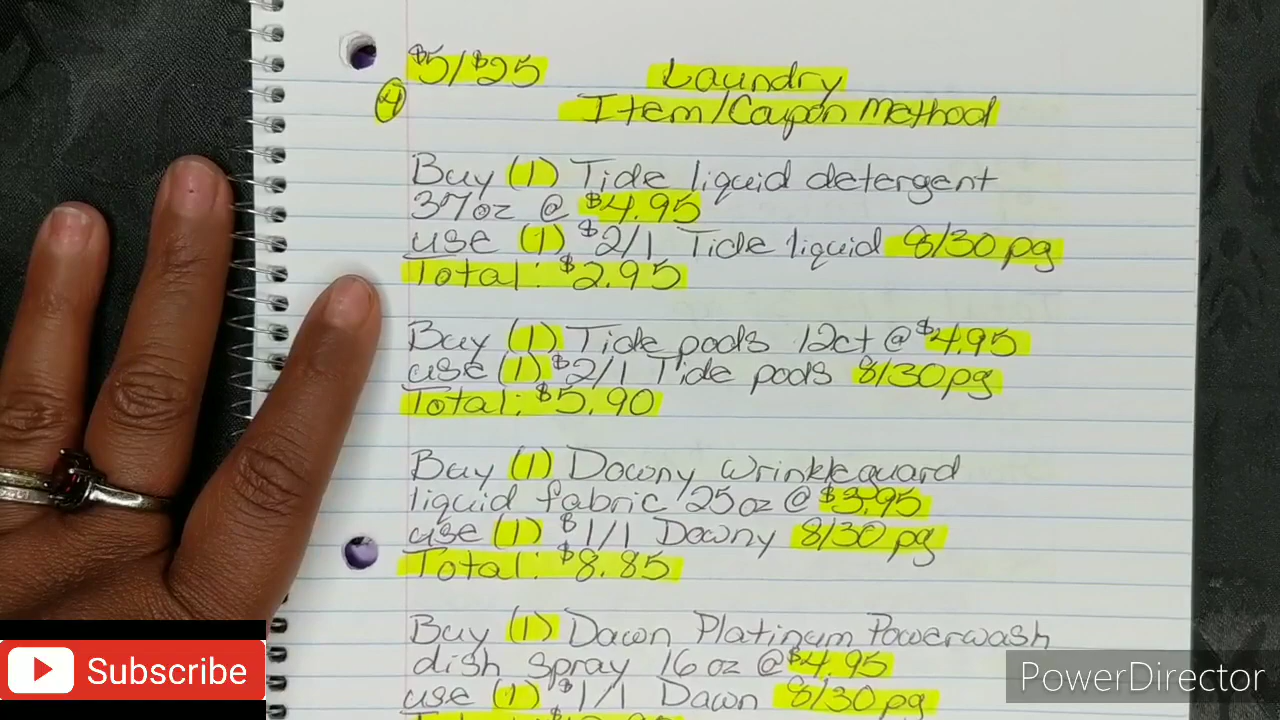 $5/$25 Laundry
④ Item/Coupon Method
Buy (1) Tide liquid detergent
37oz @ $4.95
use (1) $2/1 Tide liquid 8/30 pg
Total: $2.95
Buy (1) Tide pods 12ct @ $4.95
use (1) $2/1 Tide pods 8/30 pg
Total: $5.90
Buy (1) Downy Wrinkleguard
liquid fabric 25oz @ $3.95
use (1) $1/1 Downy 8/30 pg
Total: $8.85
Buy (1) Dawn Platinum Powerwash
dish spray 16 oz @ $4.95
use (1) $1/1 Dawn 8/30 pg
Subscribe
PowerDirector